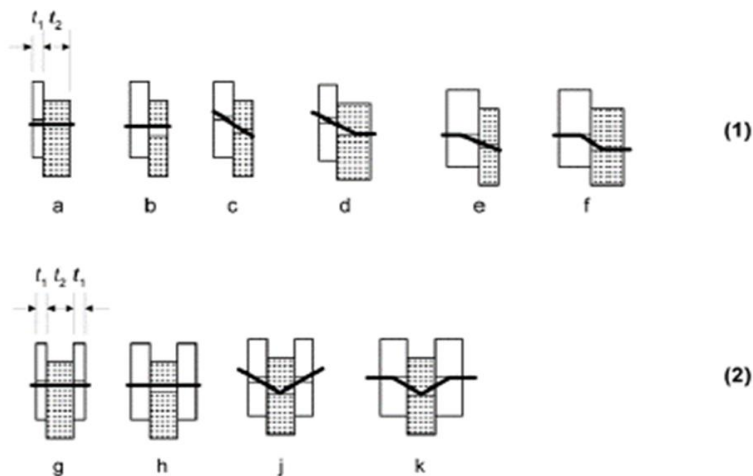 t₁ t₂
(1)
a b c d e f
t₁ t₂ t₁
(2)
g h j k